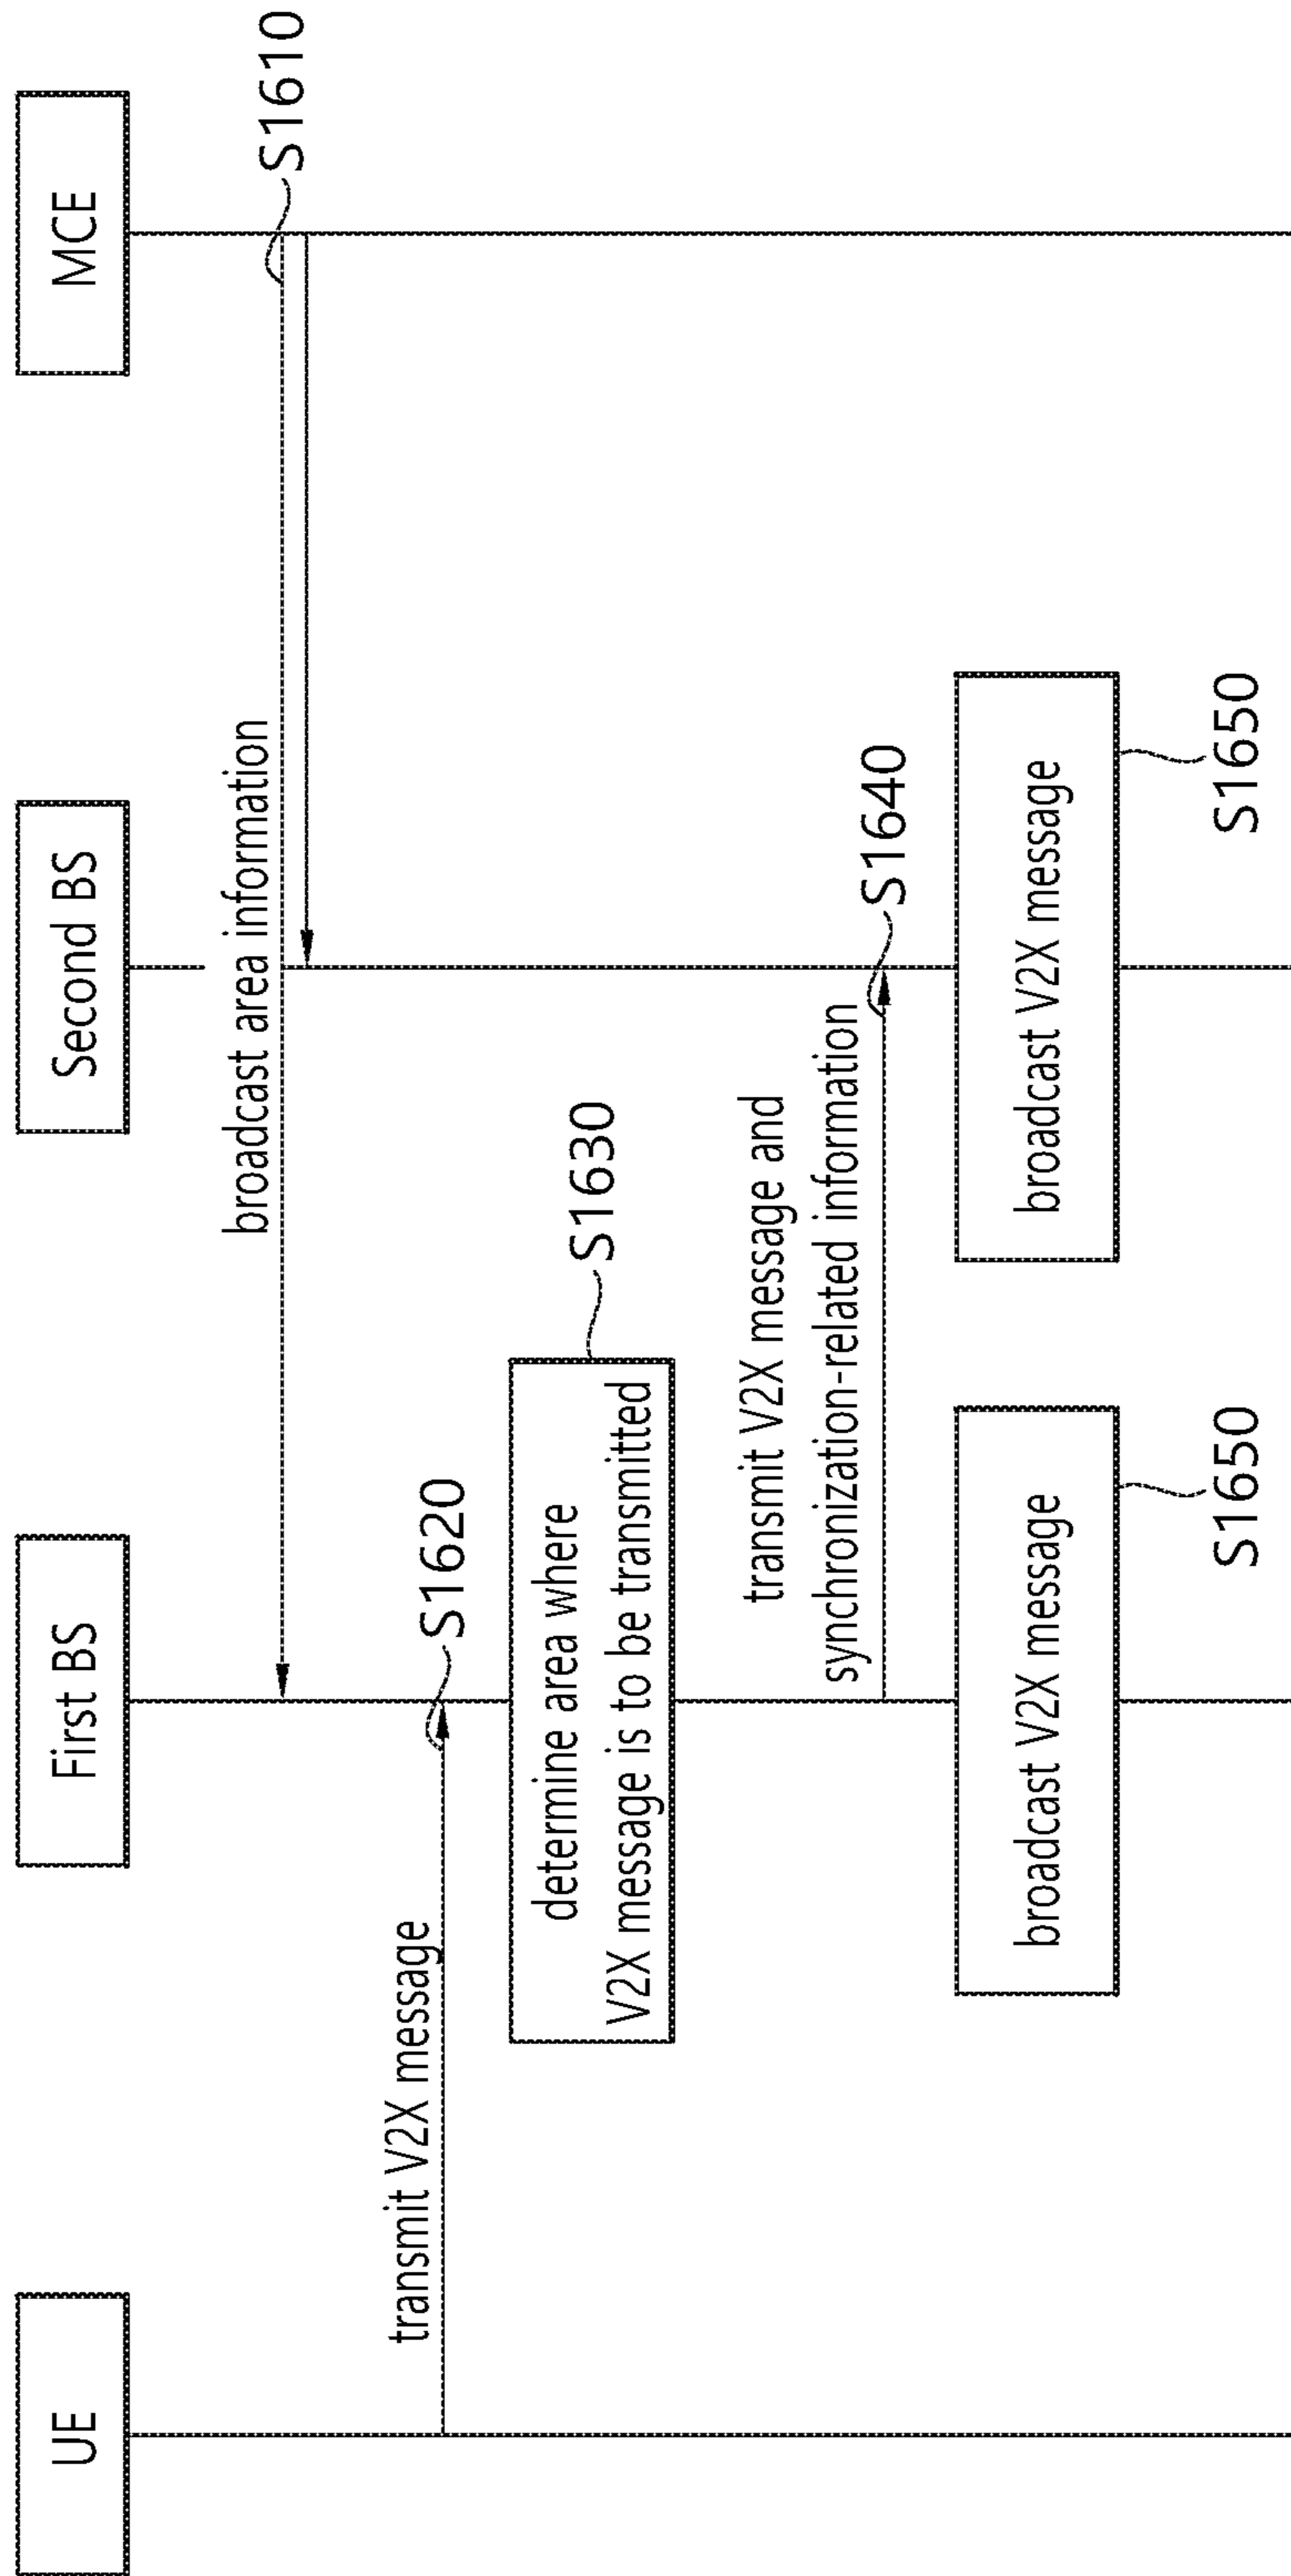 UE
First BS
Second BS
MCE
broadcast area information
S1610
transmit V2X message
S1620
determine area where
V2X message is to be transmitted
S1630
transmit V2X message and
synchronization-related information
S1640
broadcast V2X message
broadcast V2X message
S1650
S1650